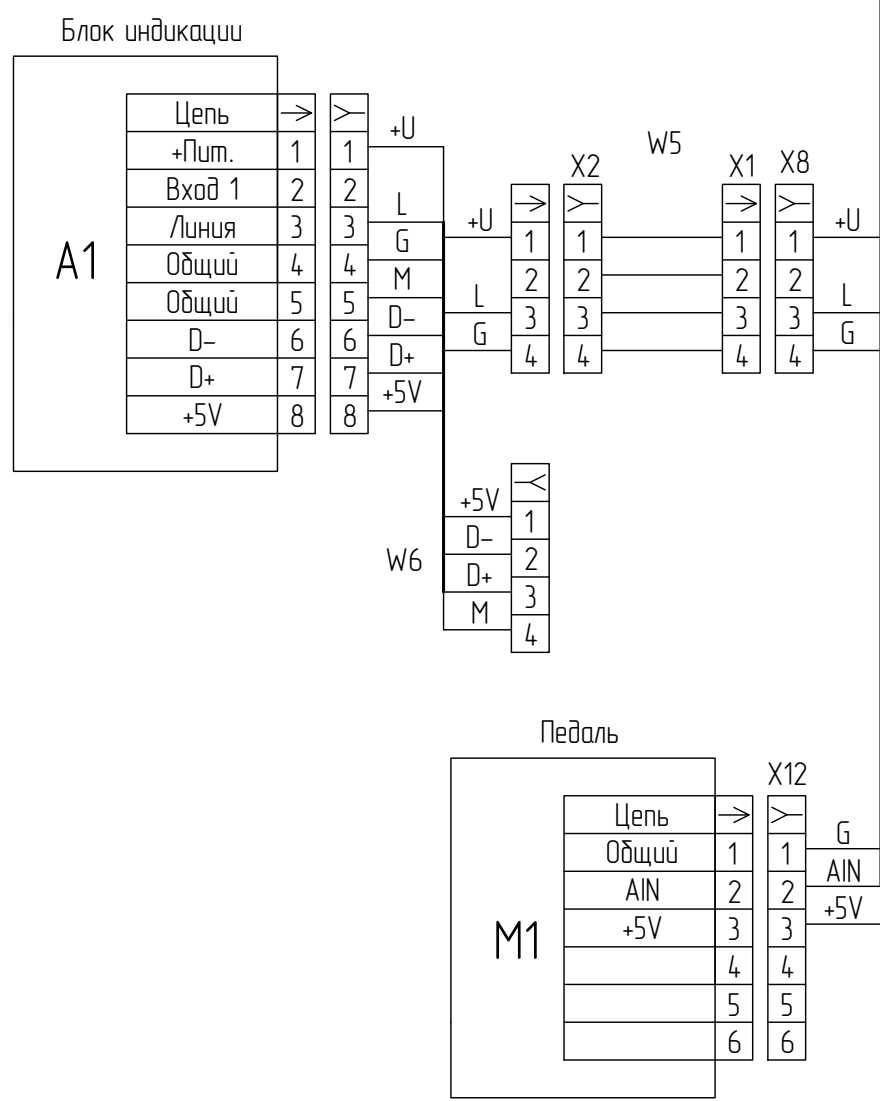 Блок индикации
A1
Цепь
+Пит. 1 1 +U
Вход 1 2 2
Линия 3 3 L
Общий 4 4 G
Общий 5 5 M
D- 6 6 D-
D+ 7 7 D+
+5V 8 8 +5V
W5
X2 X1 X8
+U 1 1 1 1 +U
2 2 2 2
L 3 3 3 3 L
G 4 4 4 4 G
W6
+5V 1
D- 2
D+ 3
M 4
Педаль
X12
M1
Цепь
Общий 1 1 G
AIN 2 2 AIN
+5V 3 3 +5V
4 4
5 5
6 6